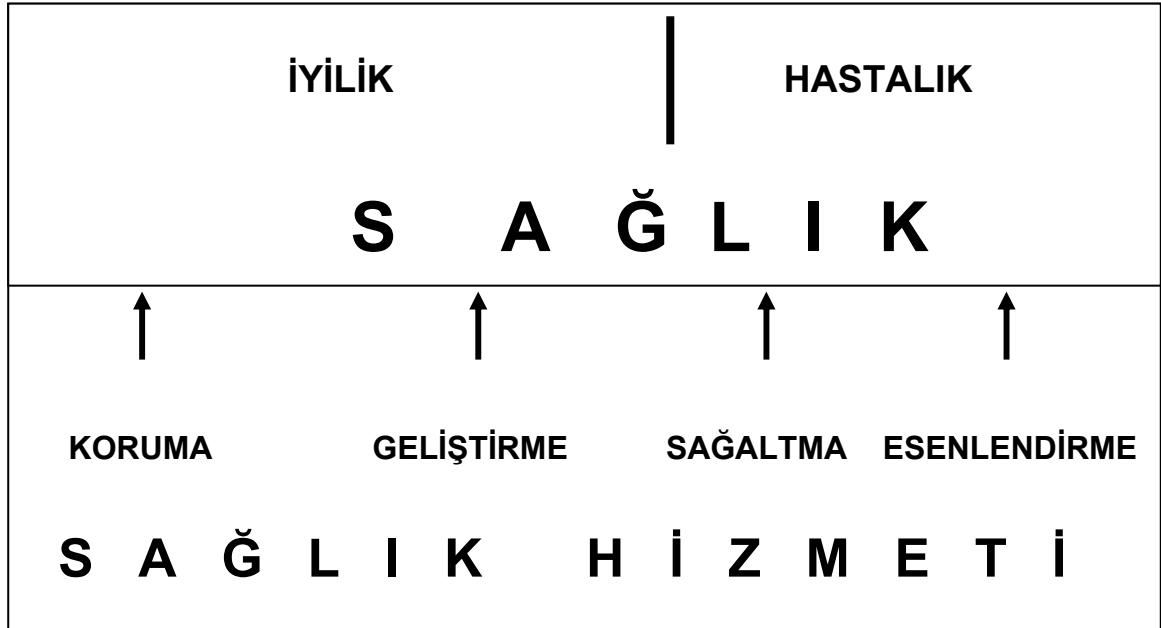 İYİLİK HASTALIK
S A Ğ L I K
KORUMA GELİŞTİRME SAĞALTMA ESENLENDİRME
S A Ğ L I K H İ Z M E T İ